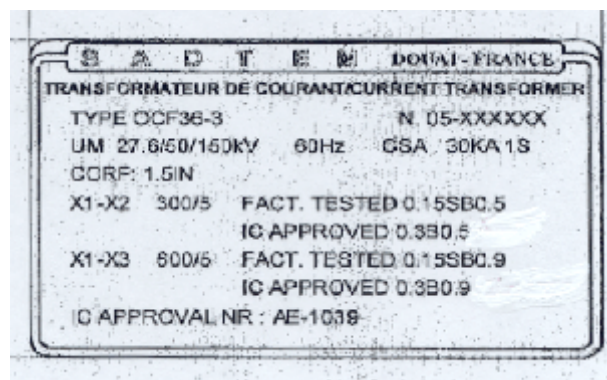 SADTEM DOUAI - FRANCE
TRANSFORMATEUR DE COURANT/CURRENT TRANSFORMER
TYPE OCF36-3 N. 05-XXXXXX
UM 27.6/50/150kV 60Hz CSA 30KA 1S
CORF: 1.5IN
X1-X2 300/5 FACT. TESTED 0.15SB0.5
IC APPROVED 0.3B0.5
X1-X3 600/5 FACT. TESTED 0.15SB0.9
IC APPROVED 0.3B0.9
IC APPROVAL NR : AE-1039